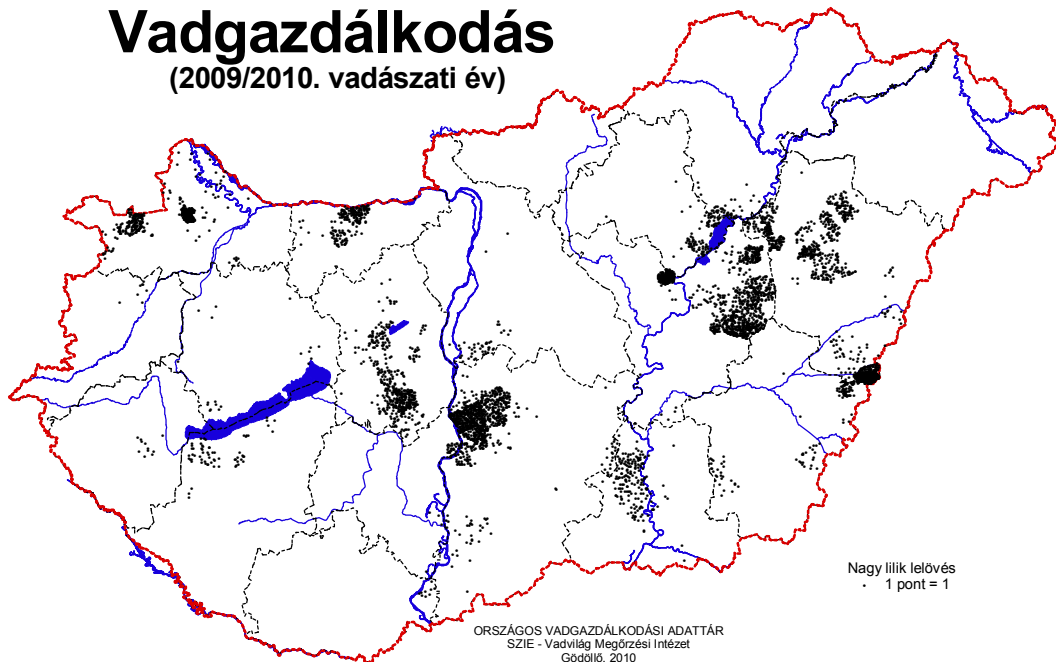 Vadgazdálkodás
(2009/2010. vadászati év)
Nagy lilik lelövés
1 pont = 1
ORSZÁGOS VADGAZDÁLKODÁSI ADATTÁR
SZIE - Vadvilág Megőrzési Intézet
Gödöllő, 2010